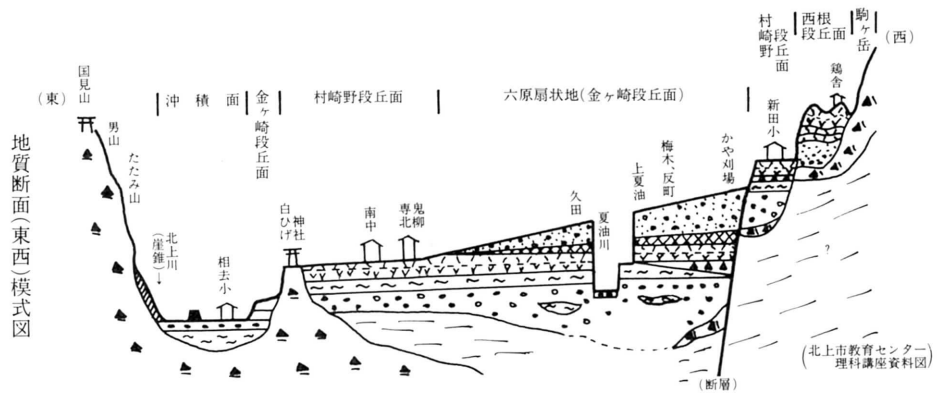 地質断面(東西)模式図
(東)
国見山
男山
たたみ山
沖積面
北上川
(崖錐)→
相去小
金ヶ崎段丘面
白ひげ
神社
村崎野段丘面
南中
専北
鬼柳
六原扇状地(金ヶ崎段丘面)
久田
夏油川
上夏油
梅木、反町
かや刈場
村崎野
段丘面
新田小
西根
段丘面
鶏舎
駒ヶ岳
(西)
?
(断層)
(北上市教育センター
理科講座資料図)